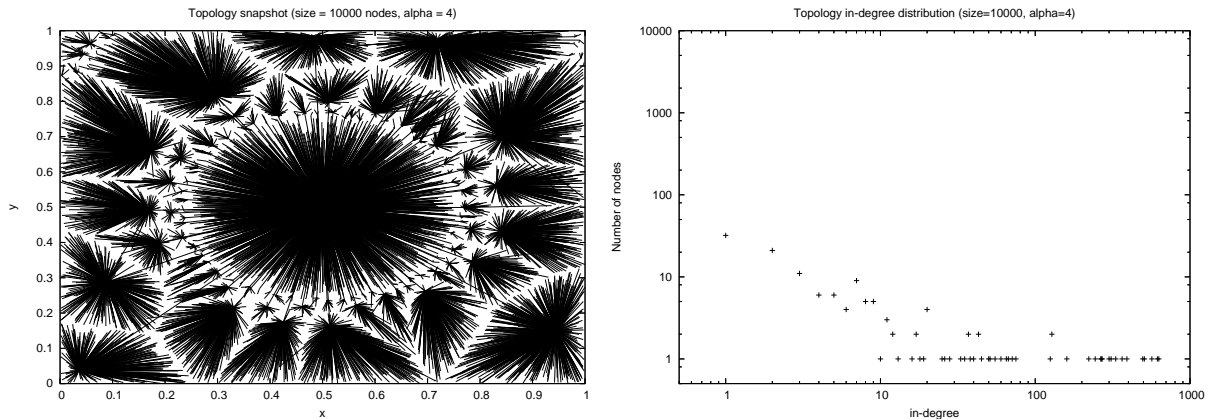 Topology snapshot (size = 10000 nodes, alpha = 4)
1
0.9
0.8
0.7
0.6
0.5
0.4
0.3
0.2
0.1
0
y
0 0.1 0.2 0.3 0.4 0.5 0.6 0.7 0.8 0.9 1
x
Topology in-degree distribution (size=10000, alpha=4)
10000
1000
100
10
1
Number of nodes
1 10 100 1000
in-degree